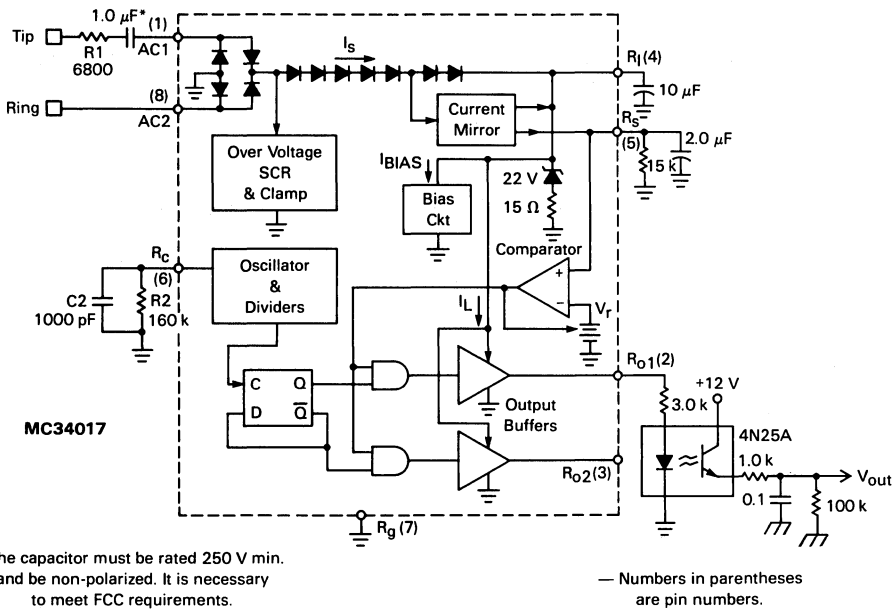 1.0 μF*
(1)
Tip
R1
6800
AC1
Ring
(8)
AC2
I_S
R_I(4)
10 μF
Current
Mirror
R_S
(5)
2.0 μF
15 k
Over Voltage
SCR
& Clamp
I_BIAS
Bias
Ckt
22 V
15 Ω
Comparator
+
−
V_r
R_c
(6)
C2
1000 pF
R2
160 k
Oscillator
&
Dividers
I_L
C Q
D Q̅
MC34017
Output
Buffers
R_o1(2)
R_o2(3)
R_g (7)
+12 V
3.0 k
4N25A
1.0 k
V_out
0.1
100 k
he capacitor must be rated 250 V min.
and be non-polarized. It is necessary
to meet FCC requirements.
— Numbers in parentheses
are pin numbers.